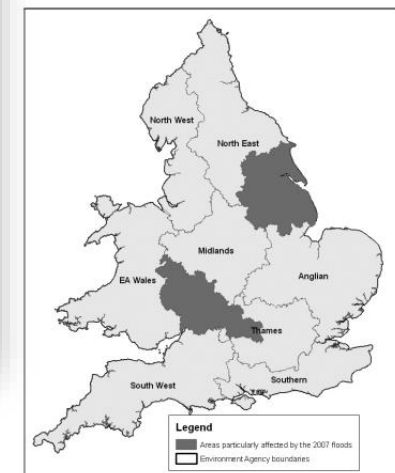 North West
North East
Midlands
EA Wales
Anglian
Thames
South West
Southern
Legend
Areas particularly affected by the 2007 floods
Environment Agency boundaries